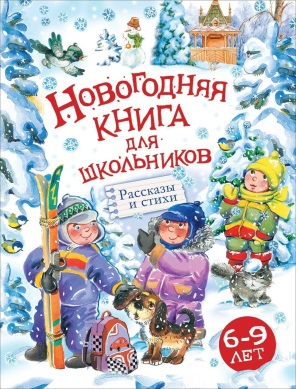 Новогодняя
книга
для
школьников
Рассказы
и стихи
6-9
лет